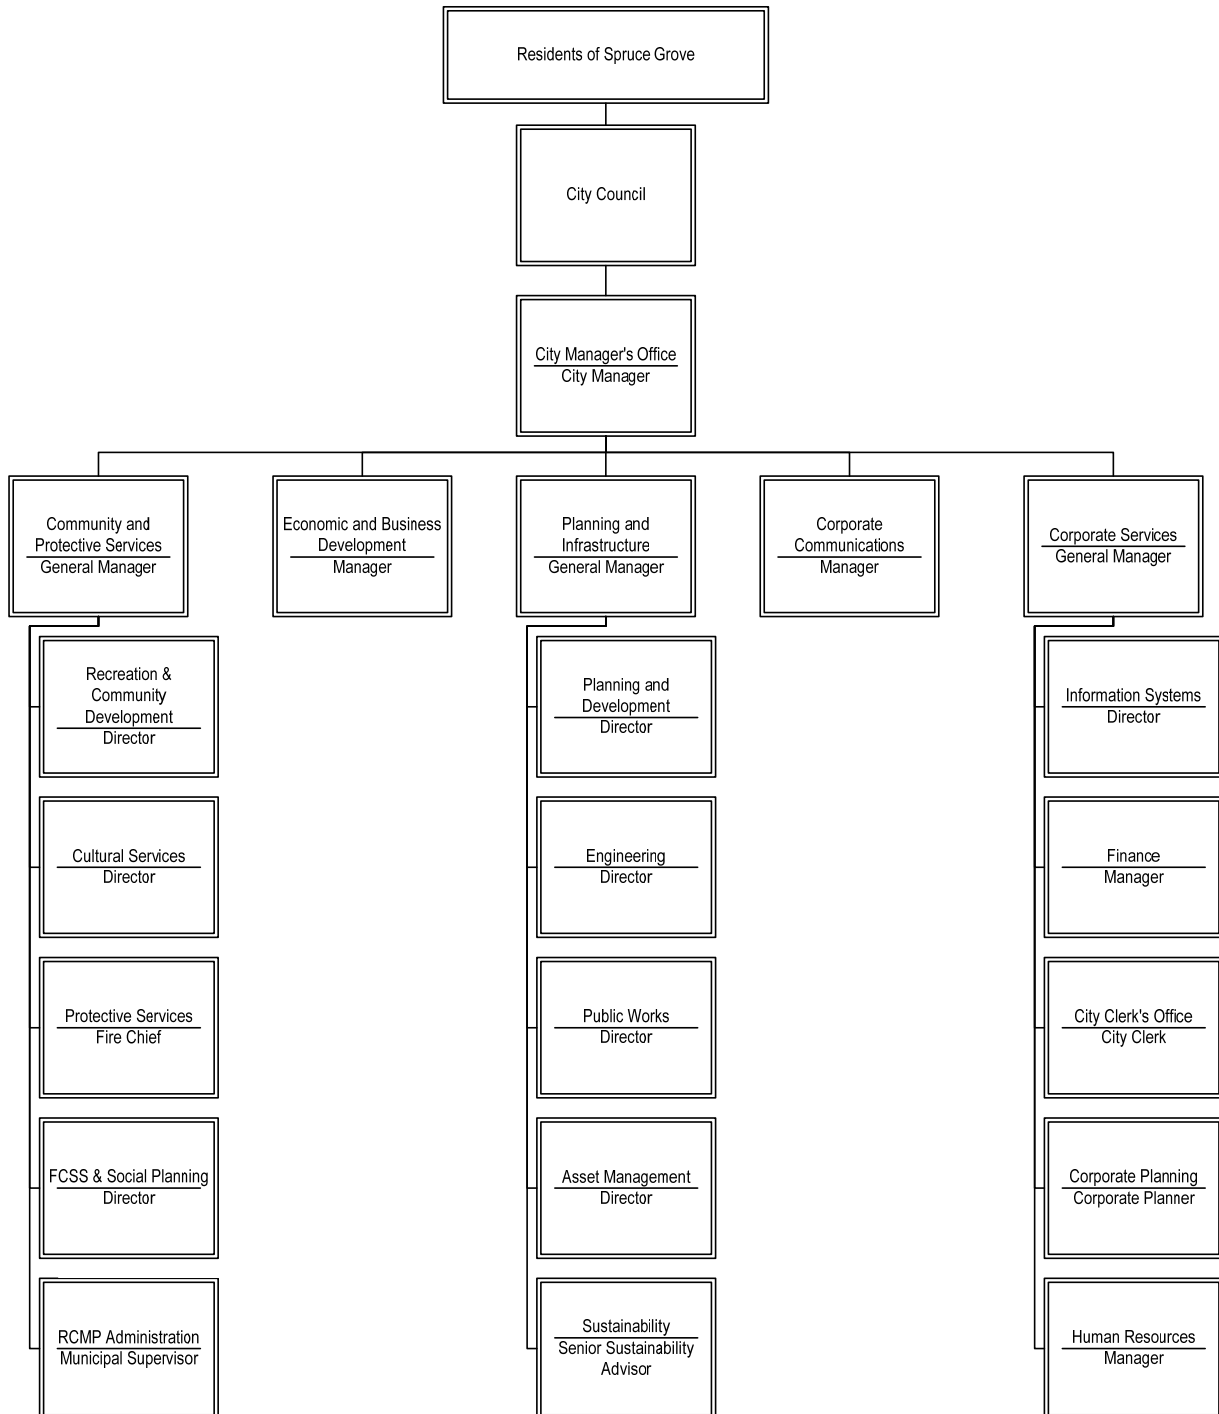 Residents of Spruce Grove
City Council
City Manager's Office
City Manager
Community and
Protective Services
General Manager
Economic and Business
Development
Manager
Planning and
Infrastructure
General Manager
Corporate
Communications
Manager
Corporate Services
General Manager
Recreation &
Community
Development
Director
Planning and
Development
Director
Information Systems
Director
Cultural Services
Director
Engineering
Director
Finance
Manager
Protective Services
Fire Chief
Public Works
Director
City Clerk's Office
City Clerk
FCSS & Social Planning
Director
Asset Management
Director
Corporate Planning
Corporate Planner
RCMP Administration
Municipal Supervisor
Sustainability
Senior Sustainability
Advisor
Human Resources
Manager